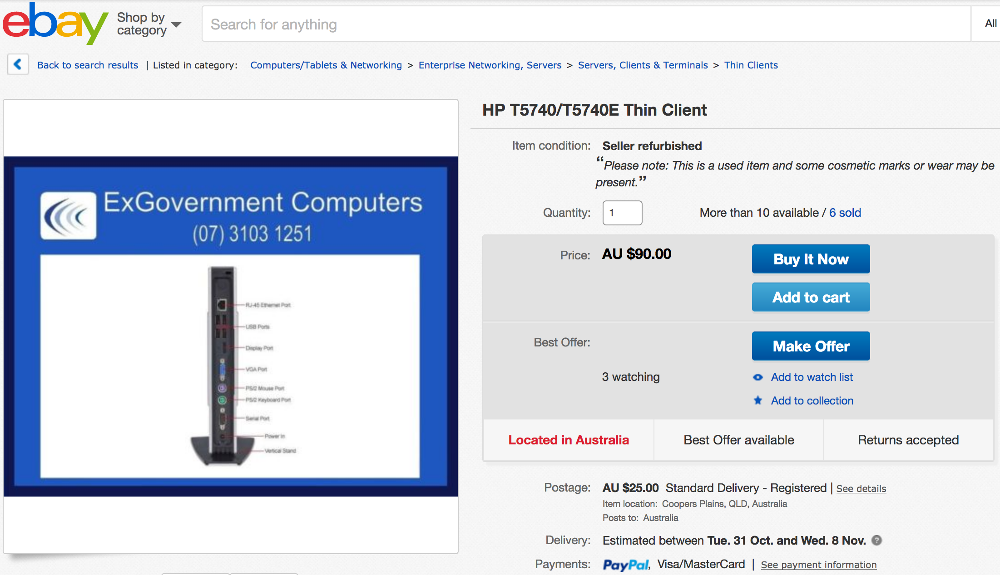 ebay
Shop by
category
Search for anything
All
Back to search results | Listed in category: Computers/Tablets & Networking > Enterprise Networking, Servers > Servers, Clients & Terminals > Thin Clients
ExGovernment Computers
(07) 3103 1251
RJ-45 Ethernet Port
USB Ports
Display Port
VGA Port
PS/2 Mouse Port
PS/2 Keyboard Port
Serial Port
Power In
Vertical Stand
HP T5740/T5740E Thin Client
Item condition: Seller refurbished
“Please note: This is a used item and some cosmetic marks or wear may be
present.”
Quantity: 1 More than 10 available / 6 sold
Price: AU $90.00
Buy It Now
Add to cart
Best Offer:
Make Offer
3 watching
Add to watch list
Add to collection
Located in Australia
Best Offer available
Returns accepted
Postage: AU $25.00 Standard Delivery - Registered | See details
Item location: Coopers Plains, QLD, Australia
Posts to: Australia
Delivery: Estimated between Tue. 31 Oct. and Wed. 8 Nov. ?
Payments: PayPal, Visa/MasterCard | See payment information